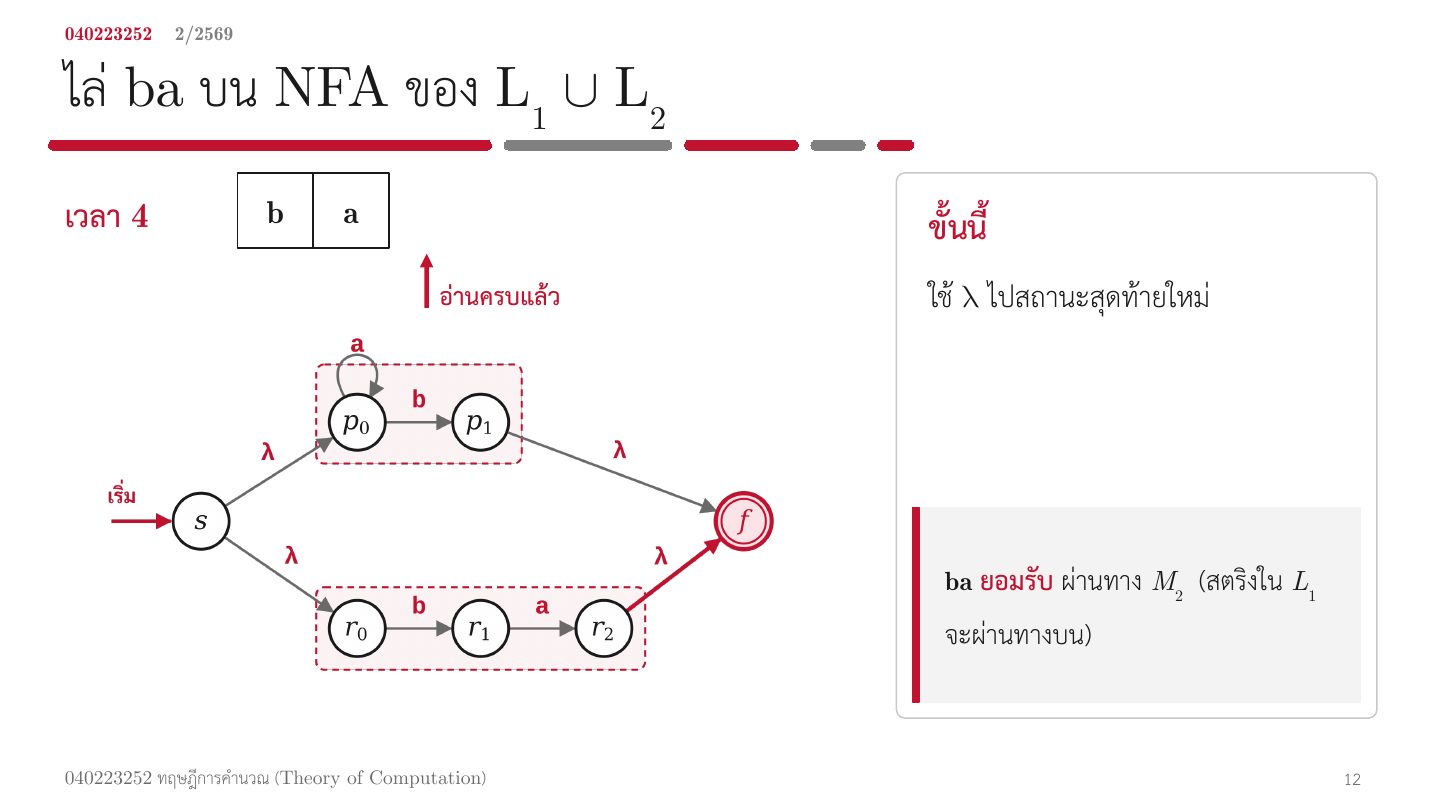 040223252 2/2569
ไล่ ba บน NFA ของ L₁ ∪ L₂
เวลา 4
b a
อ่านครบแล้ว
a
b
p₀ p₁
λ λ
เริ่ม
s f
λ λ
b a
r₀ r₁ r₂
ขั้นนี้
ใช้ λ ไปสถานะสุดท้ายใหม่
ba ยอมรับ ผ่านทาง M₂ (สตริงใน L₁
จะผ่านทางบน)
040223252 ทฤษฎีการคำนวณ (Theory of Computation) 12